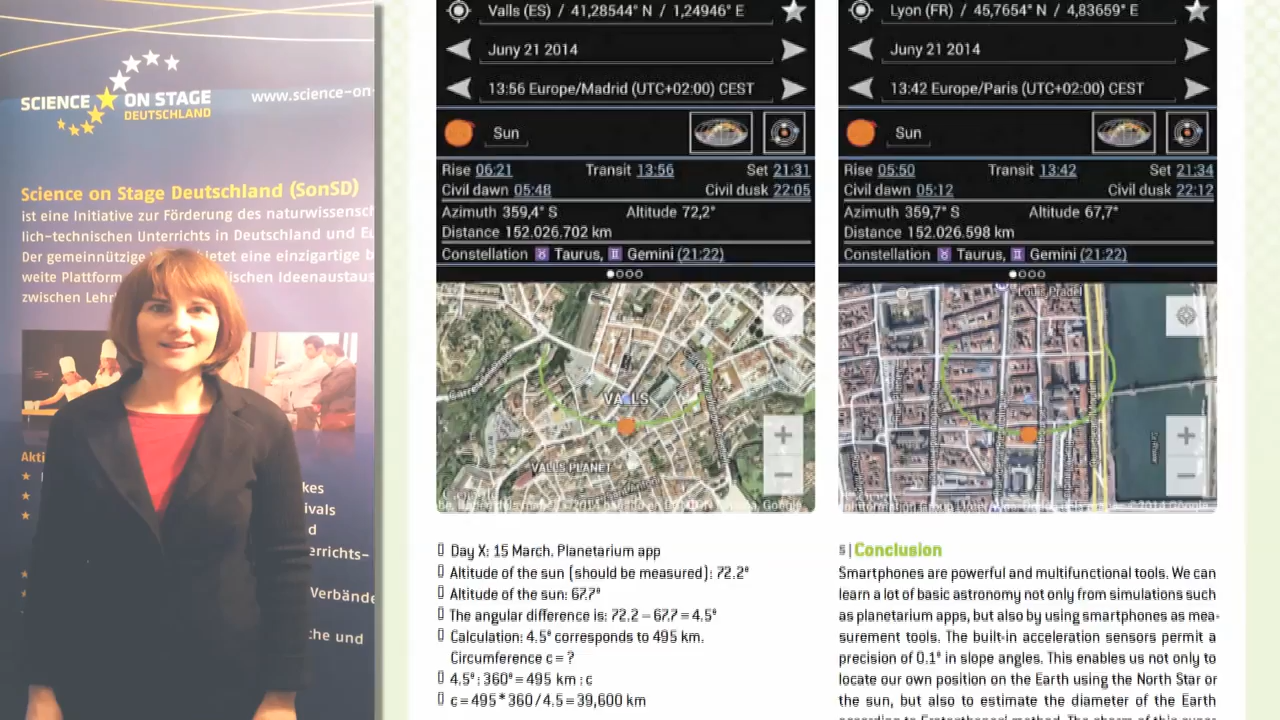 SCIENCE ON STAGE
DEUTSCHLAND
www.science-on-
Science on Stage Deutschland (SonSD)
ist eine Initiative zur Förderung des naturwissensch
lich-technischen Unterrichts in Deutschland und Eu
Der gemeinnützige bietet eine einzigartige b
weite Plattform Ideenaustaus
zwischen Lehr
Akti
kes
ivals
d
errichts-
Verbände
che und
Valls (ES) / 41,28544° N / 1,24946° E
Juny 21 2014
13:56 Europe/Madrid (UTC+02:00) CEST
Sun
Rise 06:21 Transit 13:56 Set 21:31
Civil dawn 05:48 Civil dusk 22:05
Azimuth 359,4° S Altitude 72,2°
Distance 152.026.702 km
Constellation ♉ Taurus, ♊ Gemini (21:22)
VALLS
VALLS PLANET
Day X: 15 March, Planetarium app
Altitude of the sun (should be measured): 72.2°
Altitude of the sun: 67.7°
The angular difference is: 72.2 – 67.7 = 4.5°
Calculation: 4.5° corresponds to 495 km.
Circumference c = ?
4.5° : 360° = 495 km : c
c = 495 * 360/4.5 = 39,600 km
Lyon (FR) / 45,7654° N / 4,83659° E
Juny 21 2014
13:42 Europe/Paris (UTC+02:00) CEST
Sun
Rise 05:50 Transit 13:42 Set 21:34
Civil dawn 05:12 Civil dusk 22:12
Azimuth 359,7° S Altitude 67,7°
Distance 152.026.598 km
Constellation ♉ Taurus, ♊ Gemini (21:22)
Louis Pradel
5 | Conclusion
Smartphones are powerful and multifunctional tools. We can
learn a lot of basic astronomy not only from simulations such
as planetarium apps, but also by using smartphones as mea-
surement tools. The built-in acceleration sensors permit a
precision of 0.1° in slope angles. This enables us not only to
locate our own position on the Earth using the North Star or
the sun, but also to estimate the diameter of the Earth